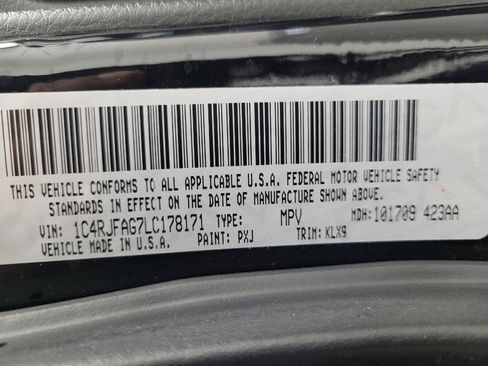 THIS VEHICLE CONFORMS TO ALL APPLICABLE U.S.A. FEDERAL MOTOR VEHICLE SAFETY
STANDARDS IN EFFECT ON THE DATE OF MANUFACTURE SHOWN ABOVE.
VIN: 1C4RJFAG7LC178171 TYPE: MPV MDH:101709 423AA
VEHICLE MADE IN U.S.A. PAINT: PXJ TRIM: KLX9